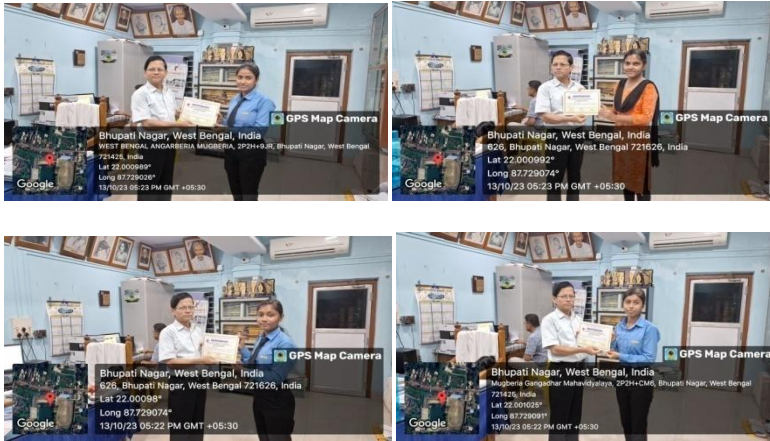 GPS Map Camera
Bhupati Nagar, West Bengal, India
WEST BENGAL ANGARBERIA MUGBERIA, 2P2H+9JR, Bhupati Nagar, West Bengal
721425, India
Lat 22.000989°
Long 87.729026°
13/10/23 05:23 PM GMT +05:30
Google
GPS Map Camera
Bhupati Nagar, West Bengal, India
626, Bhupati Nagar, West Bengal 721626, India
Lat 22.000992°
Long 87.729074°
13/10/23 05:23 PM GMT +05:30
Google
GPS Map Camera
Bhupati Nagar, West Bengal, India
626, Bhupati Nagar, West Bengal 721626, India
Lat 22.00098°
Long 87.729074°
13/10/23 05:22 PM GMT +05:30
Google
GPS Map Camera
Bhupati Nagar, West Bengal, India
Mugberia Gangadhar Mahavidyalaya, 2P2H+CM6, Bhupati Nagar, West Bengal
721425, India
Lat 22.001025°
Long 87.729091°
13/10/23 05:22 PM GMT +05:30
Google